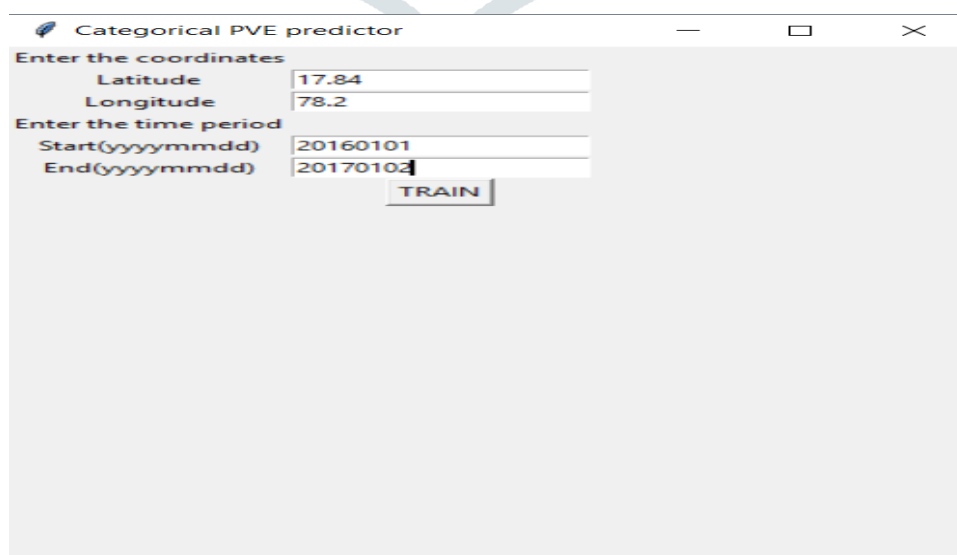 Categorical PVE predictor
Enter the coordinates
Latitude 17.84
Longitude 78.2
Enter the time period
Start(yyyymmdd) 20160101
End(yyyymmdd) 20170102
TRAIN